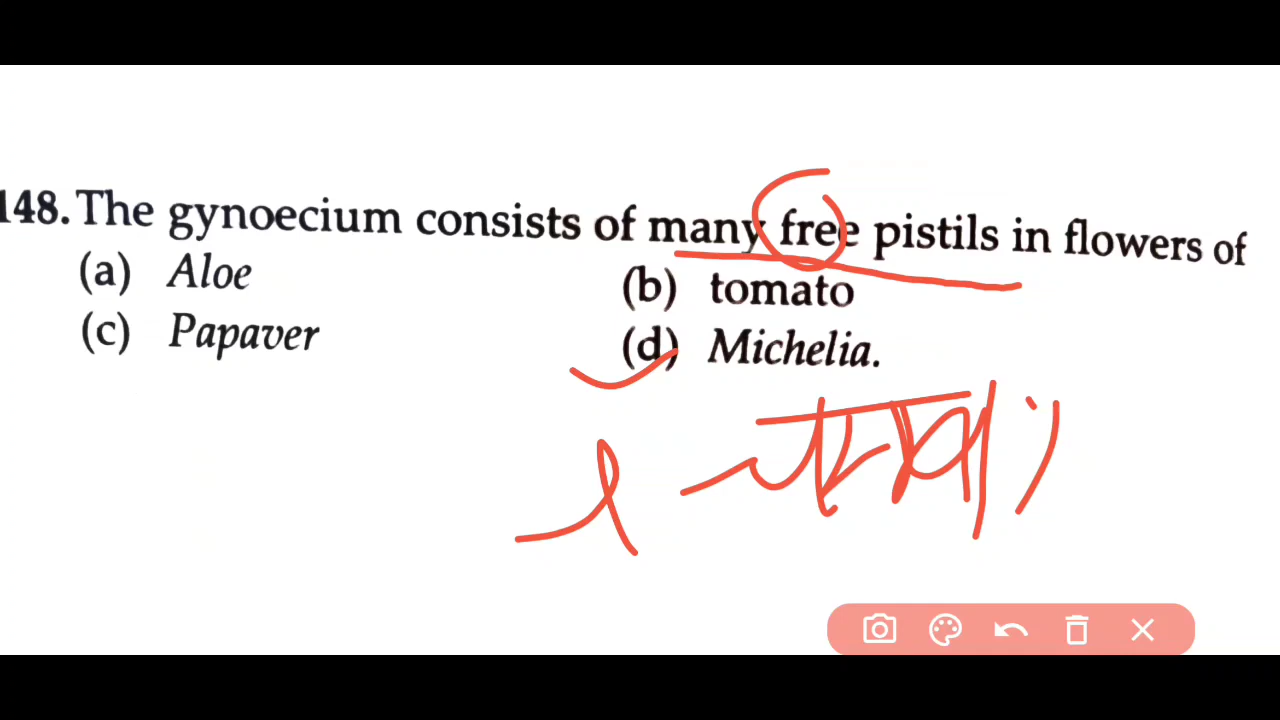 148. The gynoecium consists of many free pistils in flowers of
(a) Aloe (b) tomato
(c) Papaver (d) Michelia.